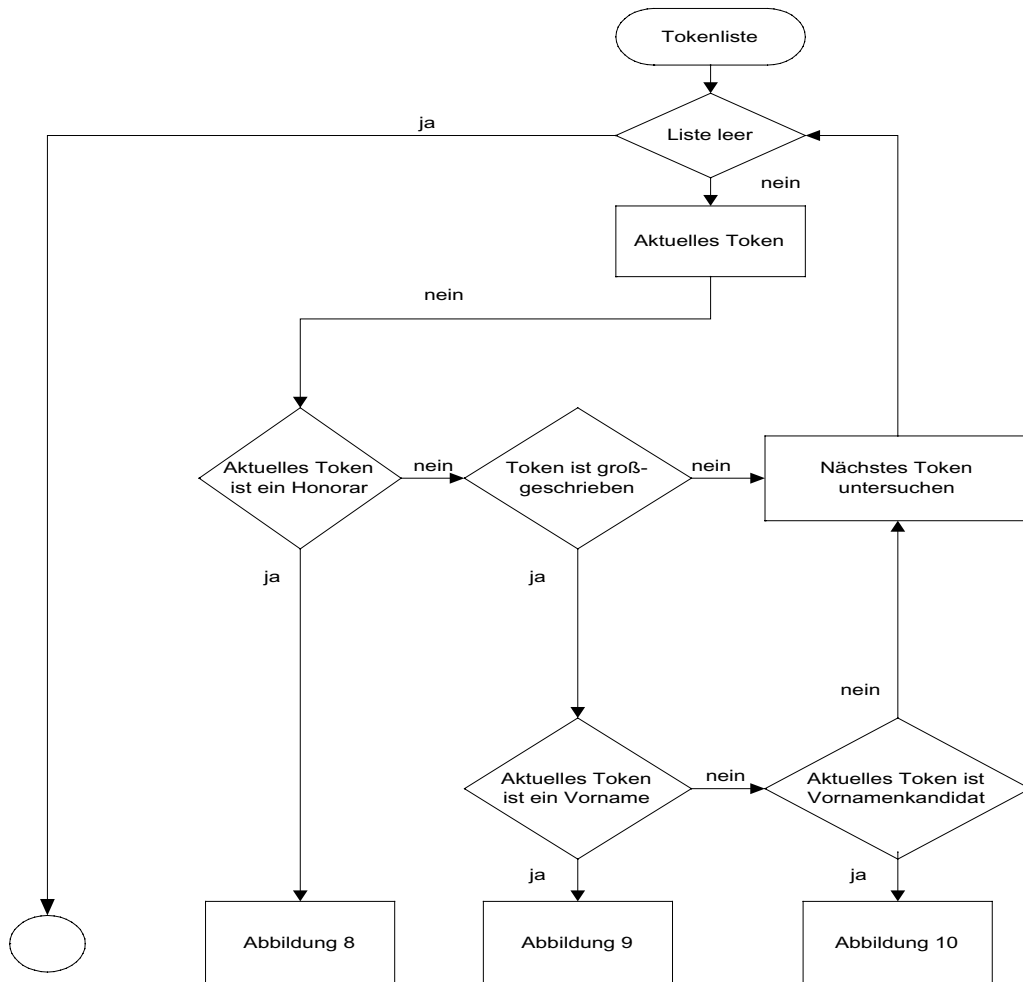 Tokenliste
ja
Liste leer
nein
Aktuelles Token
nein
Aktuelles Token
ist ein Honorar
nein
Token ist groß-
geschrieben
nein
Nächstes Token
untersuchen
ja
ja
nein
Aktuelles Token
ist ein Vorname
nein
Aktuelles Token ist
Vornamenkandidat
ja
ja
Abbildung 8
Abbildung 9
Abbildung 10